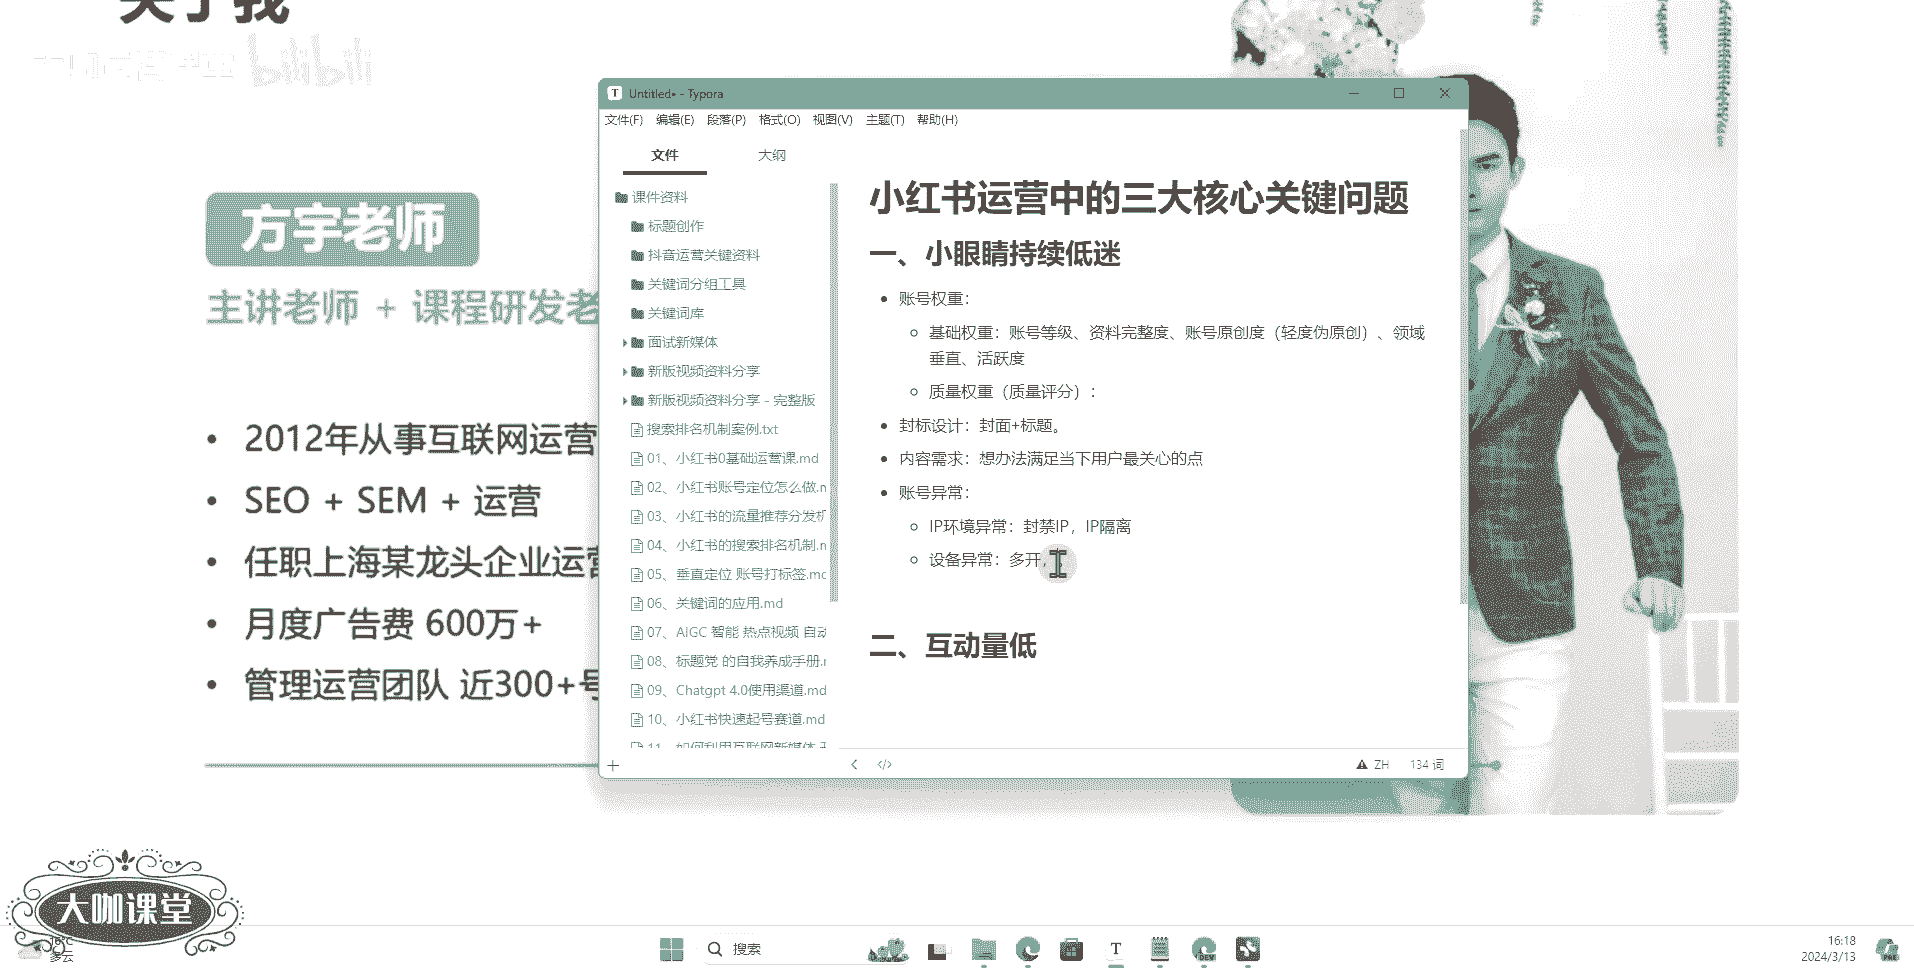 关于我
bilibili
方宇老师
主讲老师 + 课程研发老
• 2012年从事互联网运营
• SEO + SEM + 运营
• 任职上海某龙头企业运营
• 月度广告费 600万+
• 管理运营团队 近300+号
Untitled• - Typora
文件(F) 编辑(E) 段落(P) 格式(O) 视图(V) 主题(T) 帮助(H)
文件 大纲
课件资料
标题创作
抖音运营关键资料
关键词分组工具
关键词库
面试新媒体
新版视频资料分享
新版视频资料分享 - 完整版
搜索排名机制案例.txt
01、小红书0基础运营课.md
02、小红书账号定位怎么做.m
03、小红书的流量推荐分发机
04、小红书的搜索排名机制.m
05、垂直定位 账号打标签.md
06、关键词的应用.md
07、AIGC 智能 热点视频 自动
08、标题党 的自我养成手册.m
09、Chatgpt 4.0使用渠道.md
10、小红书快速起号赛道.md
11、如何利用互联网新媒体
小红书运营中的三大核心关键问题
一、小眼睛持续低迷
• 账号权重：
基础权重：账号等级、资料完整度、账号原创度（轻度伪原创）、领域
垂直、活跃度
质量权重（质量评分）：
• 封标设计：封面+标题。
• 内容需求：想办法满足当下用户最关心的点
• 账号异常：
IP环境异常：封禁IP，IP隔离
设备异常：多开，
二、互动量低
ZH 134 词
大咖课堂
多云
搜索
T
DEV
16:18
2024/3/13
PRE